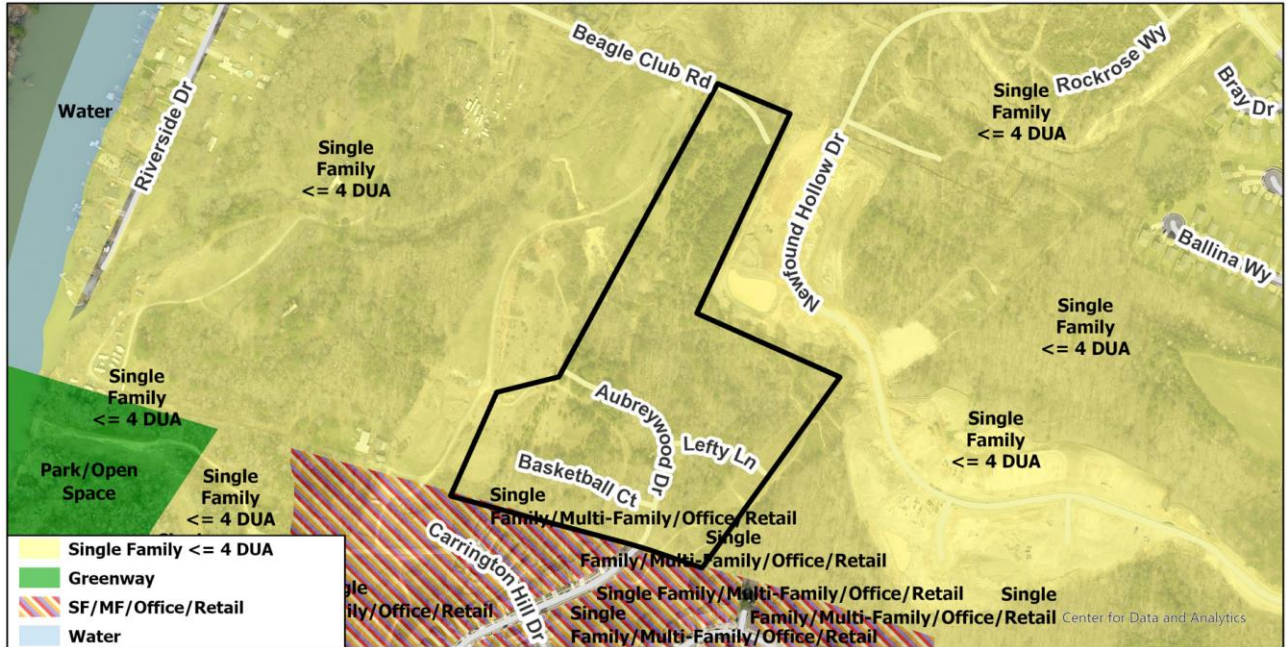 Beagle Club Rd
Rockrose Wy
Bray Dr
Water
Riverside Dr
Single
Family
<= 4 DUA
Single
Family
<= 4 DUA
Newfound Hollow Dr
Ballina Wy
Single
Family
<= 4 DUA
Single
Family
<= 4 DUA
Aubreywood Dr
Lefty Ln
Basketball Ct
Single
Family
<= 4 DUA
Park/Open
Space
Single
Family
<= 4 DUA
Single
Family/Multi-Family/Office/Retail
Single
Family/Multi-Family/Office/Retail
Carrington Hill Dr
Single Family/Multi-Family/Office/Retail
Single
Family/Multi-Family/Office/Retail
Single
Family/Multi-Family/Office/Retail
/Office/Retail
Center for Data and Analytics
Single Family <= 4 DUA
Greenway
SF/MF/Office/Retail
Water